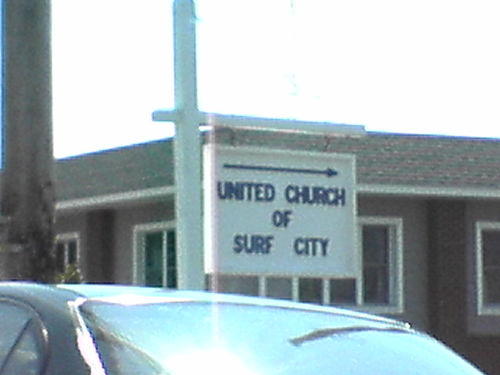 UNITED CHURCH
OF
SURF CITY